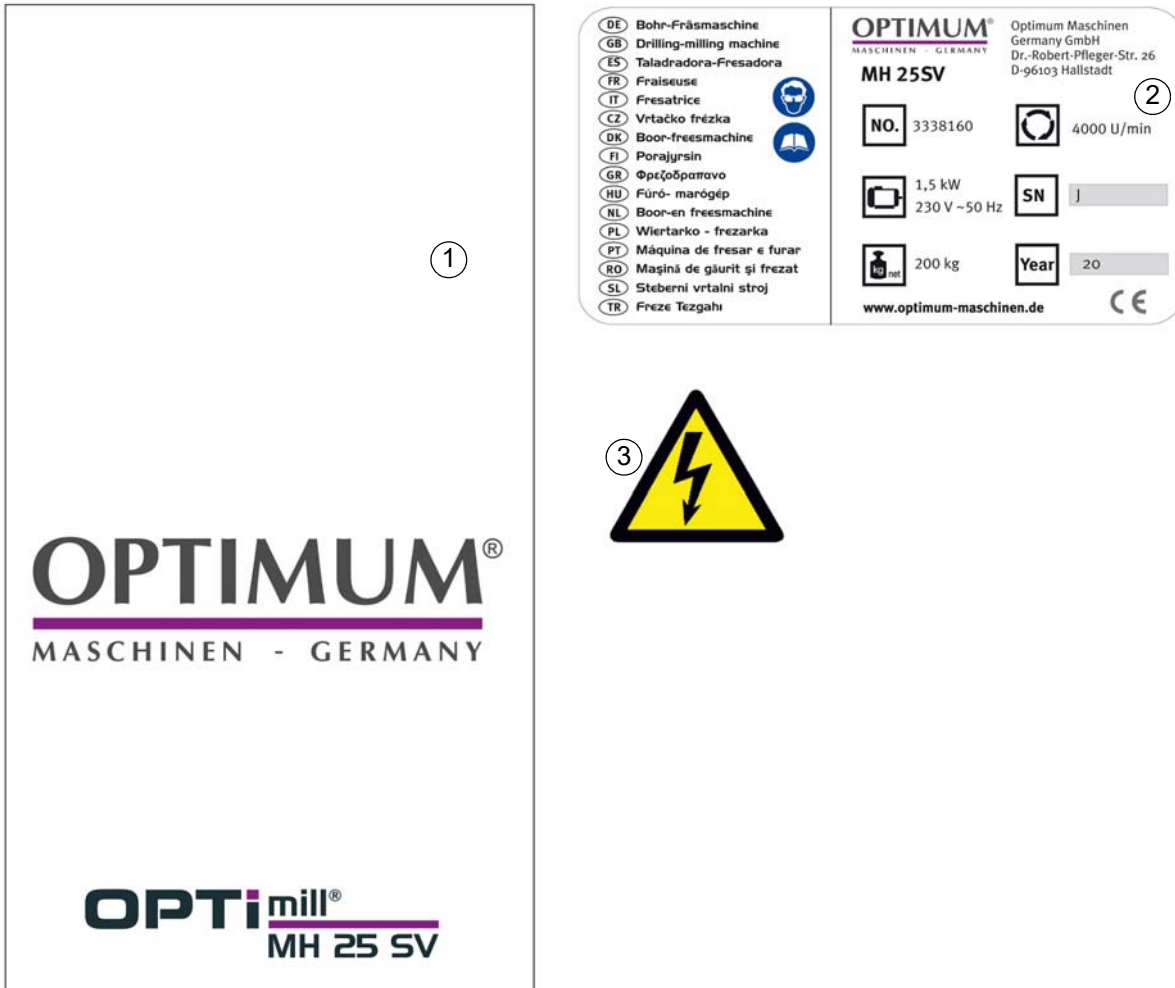 ①
OPTIMUM®
MASCHINEN - GERMANY
OPTi mill®
MH 25 SV
DE Bohr-Fräsmaschine
GB Drilling-milling machine
ES Taladradora-Fresadora
FR Fraiseuse
IT Fresatrice
CZ Vrtačko frézka
DK Boor-freesmachine
FI Porajyrsin
GR Φρεζοδραπανο
HU Fúró- marógép
NL Boor-en freesmachine
PL Wiertarko - frezarka
PT Máquina de fresar e furar
RO Maşină de găurit şi frezat
SL Steberni vrtalni stroj
TR Freze Tezgahı
OPTIMUM®
MASCHINEN - GERMANY
MH 25SV
Optimum Maschinen
Germany GmbH
Dr.-Robert-Pfleger-Str. 26
D-96103 Hallstadt
②
NO. 3338160
4000 U/min
1,5 kW
230 V ~50 Hz
SN J
kg net 200 kg
Year 20
www.optimum-maschinen.de
CE
③